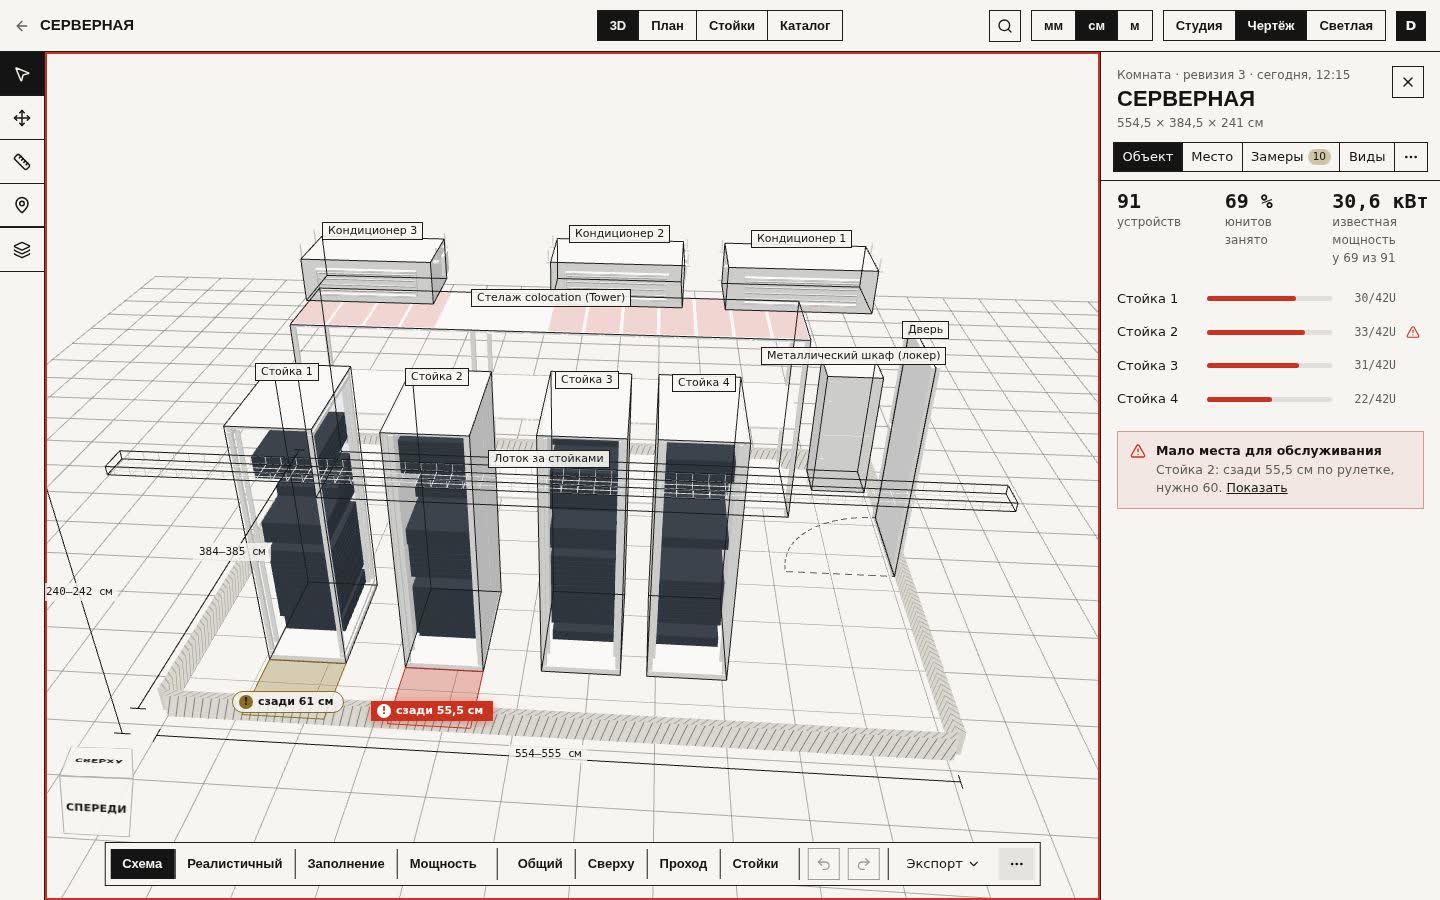 СЕРВЕРНАЯ
3D План Стойки Каталог
мм см м
Студия Чертёж Светлая
D
Комната · ревизия 3 · сегодня, 12:15
СЕРВЕРНАЯ
554,5 × 384,5 × 241 см
Объект Место Замеры 10 Виды ···
91
устройств
69 %
юнитов
занято
30,6 кВт
известная
мощность
у 69 из 91
Стойка 1 30/42U
Стойка 2 33/42U
Стойка 3 31/42U
Стойка 4 22/42U
Мало места для обслуживания
Стойка 2: сзади 55,5 см по рулетке,
нужно 60. Показать
Кондиционер 3
Кондиционер 2
Кондиционер 1
Стелаж colocation (Tower)
Дверь
Металлический шкаф (локер)
Стойка 1
Стойка 2
Стойка 3
Стойка 4
Лоток за стойками
384–385 см
240–242 см
! сзади 61 см
! сзади 55,5 см
554–555 см
СВЕРХУ
СПЕРЕДИ
Схема Реалистичный Заполнение Мощность Общий Сверху Проход Стойки Экспорт ···